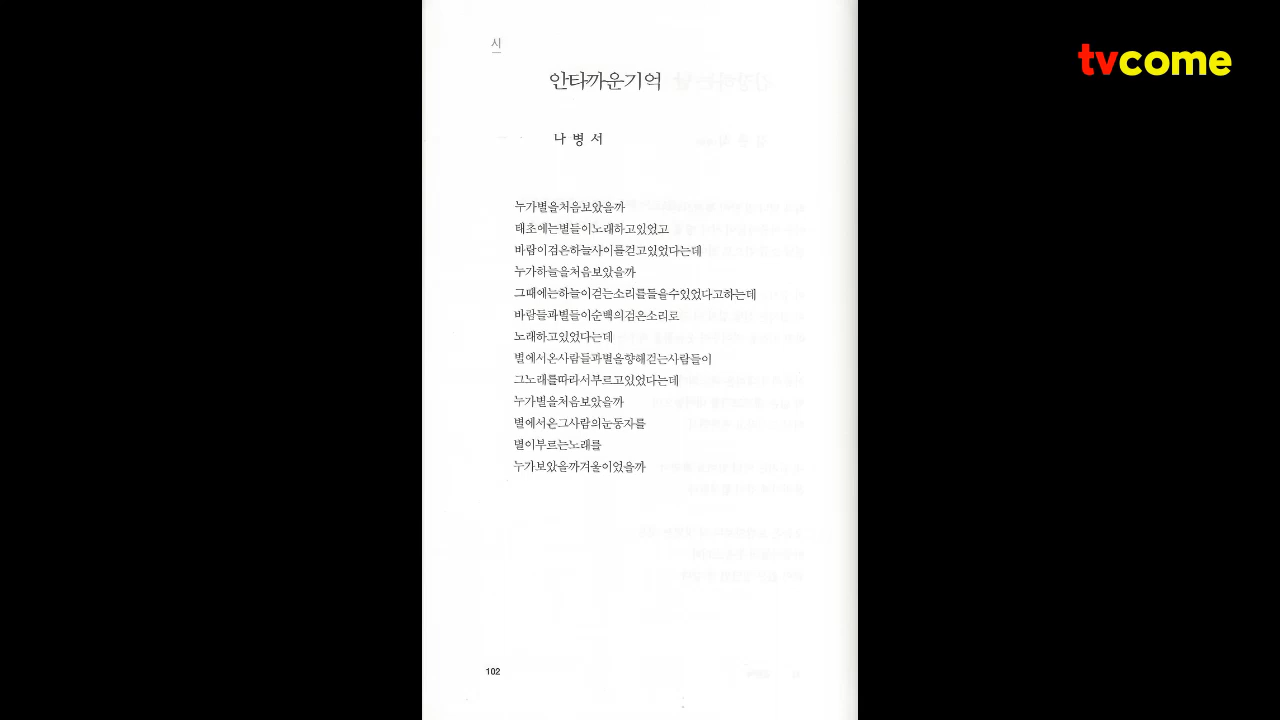 tvcome
시
안타까운기억
나 병 서
누가별을처음보았을까
태초에는별들이노래하고있었고
바람이검은하늘사이를걷고있었다는데
누가하늘을처음보았을까
그때에는하늘이걷는소리를들을수있었다고하는데
바람들과별들이순백의검은소리로
노래하고있었다는데
별에서온사람들과별을향해걷는사람들이
그노래를따라서부르고있었다는데
누가별을처음보았을까
별에서온그사람의눈동자를
별이부르는노래를
누가보았을까겨울이었을까
102